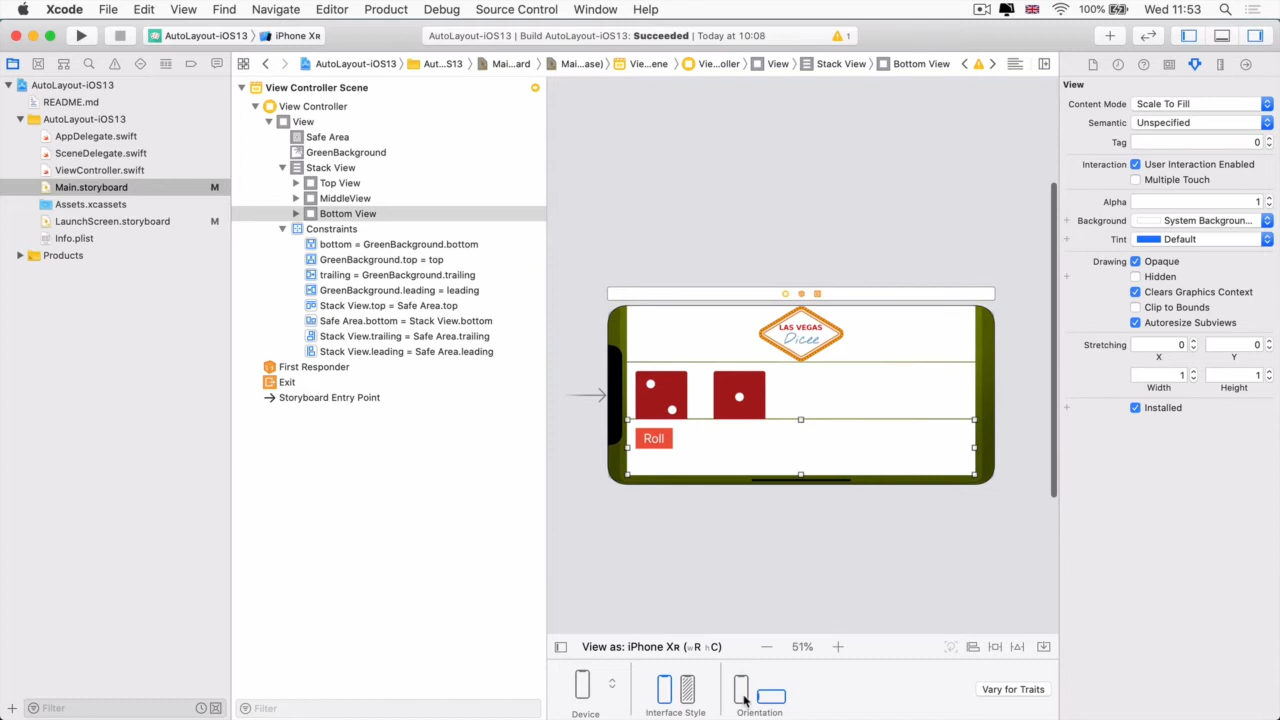 Xcode File Edit View Find Navigate Editor Product Debug Source Control Window Help 100% Wed 11:53
AutoLayout-iOS13 iPhone XR AutoLayout-iOS13 | Build AutoLayout-iOS13: Succeeded | Today at 10:08 1
AutoLayout-iOS13 Aut...S13 Mai...ard Mai...ase) Vie...ene Vie...oller View Stack View Bottom View
AutoLayout-iOS13
README.md
AutoLayout-iOS13
AppDelegate.swift
SceneDelegate.swift
ViewController.swift
Main.storyboard M
Assets.xcassets
LaunchScreen.storyboard M
Info.plist
Products
Filter
View Controller Scene
View Controller
View
Safe Area
GreenBackground
Stack View
Top View
MiddleView
Bottom View
Constraints
bottom = GreenBackground.bottom
GreenBackground.top = top
trailing = GreenBackground.trailing
GreenBackground.leading = leading
Stack View.top = Safe Area.top
Safe Area.bottom = Stack View.bottom
Stack View.trailing = Safe Area.trailing
Stack View.leading = Safe Area.leading
First Responder
Exit
Storyboard Entry Point
Filter
LAS VEGAS
Dicee
Roll
View as: iPhone XR (wR hC) 51%
Device Interface Style Orientation
Vary for Traits
View
Content Mode Scale To Fill
Semantic Unspecified
Tag 0
Interaction User Interaction Enabled
Multiple Touch
Alpha 1
Background System Backgroun...
Tint Default
Drawing Opaque
Hidden
Clears Graphics Context
Clip to Bounds
Autoresize Subviews
Stretching 0 0
X Y
1 1
Width Height
Installed